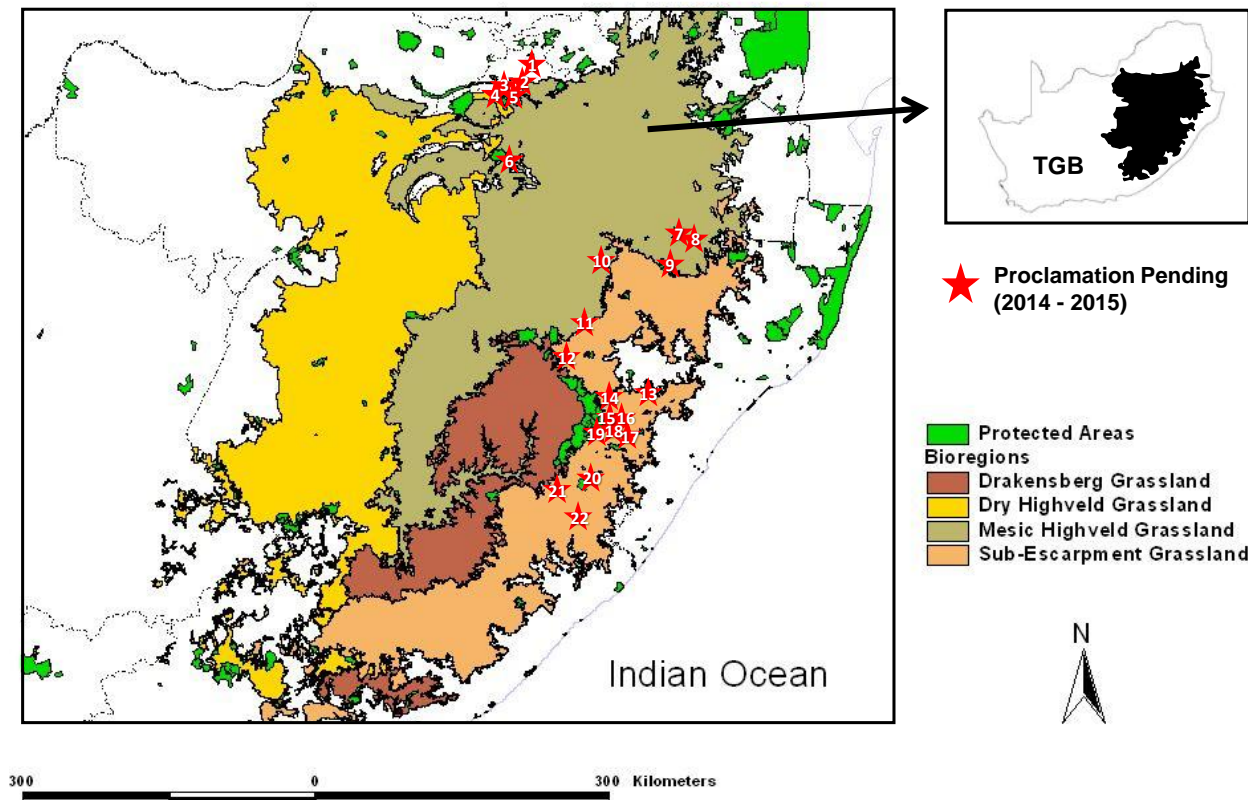 1
2
3
4
5
6
7
8
9
10
11
12
13
14
15
16
17
18
19
20
21
22
Indian Ocean
TGB
Proclamation Pending
(2014 - 2015)
Protected Areas
Bioregions
Drakensberg Grassland
Dry Highveld Grassland
Mesic Highveld Grassland
Sub-Escarpment Grassland
N
300 0 300 Kilometers